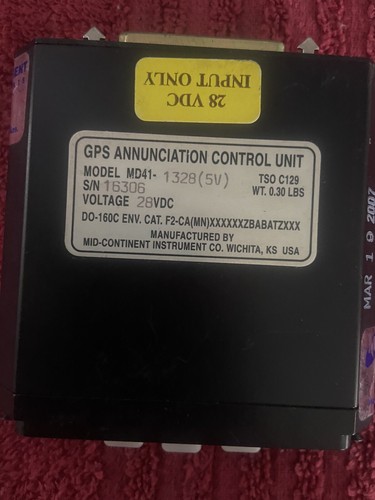 28 VDC
INPUT ONLY
GPS ANNUNCIATION CONTROL UNIT
MODEL MD41- 1328(5V) TSO C129
S/N 16306 WT. 0.30 LBS
VOLTAGE 28VDC
DO-160C ENV. CAT. F2-CA(MN)XXXXXXZBABATZXXX
MANUFACTURED BY
MID-CONTINENT INSTRUMENT CO. WICHITA, KS USA
MAR 19 2007